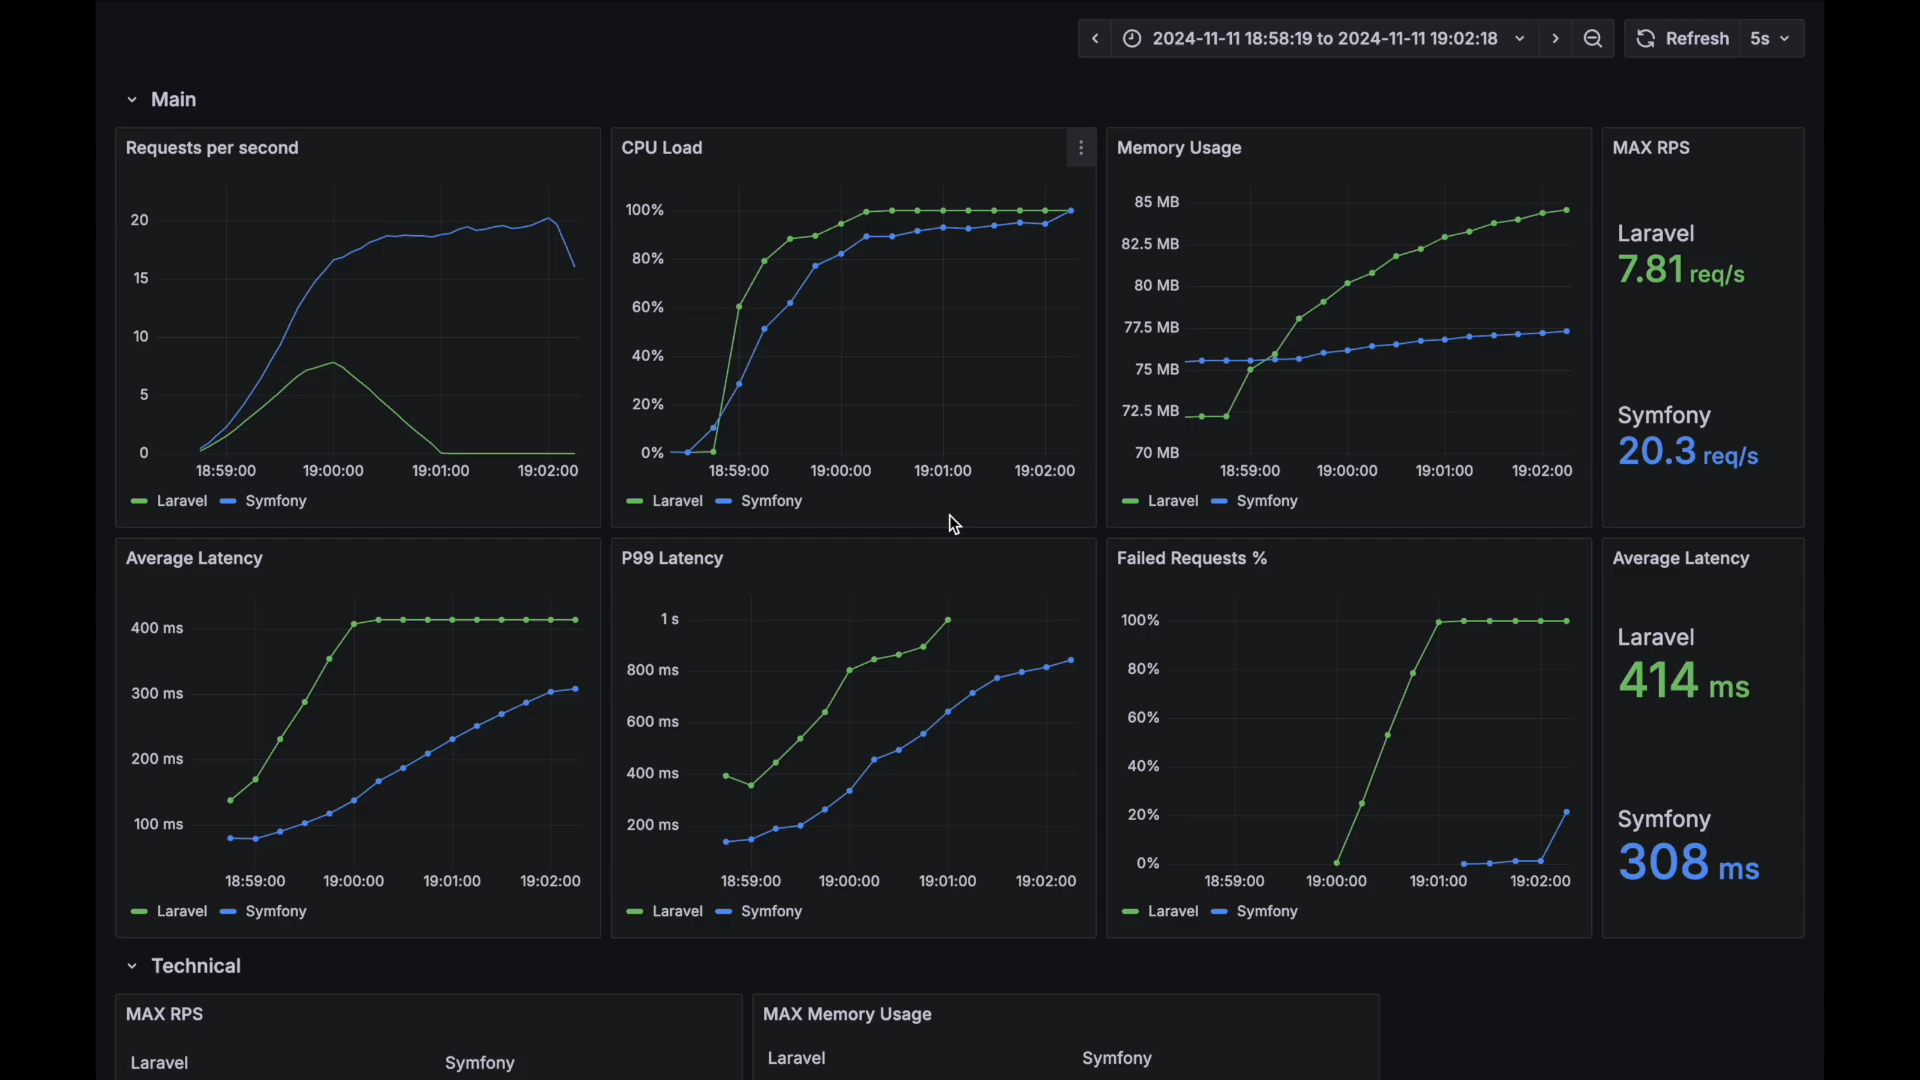 2024-11-11 18:58:19 to 2024-11-11 19:02:18
Refresh
5s
Main
Requests per second
20
15
10
5
0
18:59:00 19:00:00 19:01:00 19:02:00
Laravel Symfony
CPU Load
100%
80%
60%
40%
20%
0%
18:59:00 19:00:00 19:01:00 19:02:00
Laravel Symfony
Memory Usage
85 MB
82.5 MB
80 MB
77.5 MB
75 MB
72.5 MB
70 MB
18:59:00 19:00:00 19:01:00 19:02:00
Laravel Symfony
MAX RPS
Laravel
7.81 req/s
Symfony
20.3 req/s
Average Latency
400 ms
300 ms
200 ms
100 ms
18:59:00 19:00:00 19:01:00 19:02:00
Laravel Symfony
P99 Latency
1 s
800 ms
600 ms
400 ms
200 ms
18:59:00 19:00:00 19:01:00 19:02:00
Laravel Symfony
Failed Requests %
100%
80%
60%
40%
20%
0%
18:59:00 19:00:00 19:01:00 19:02:00
Laravel Symfony
Average Latency
Laravel
414 ms
Symfony
308 ms
Technical
MAX RPS
Laravel Symfony
MAX Memory Usage
Laravel Symfony